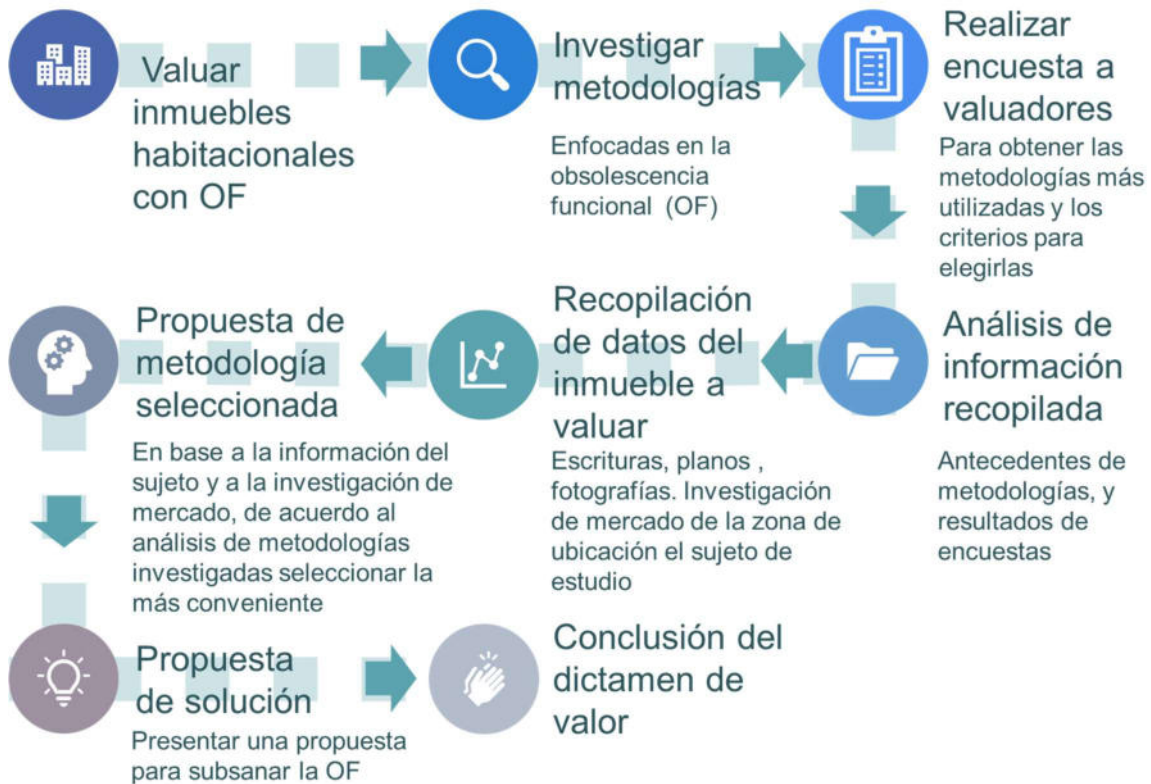 Valuar
inmuebles
habitacionales
con OF
Investigar
metodologías
Enfocadas en la
obsolescencia
funcional (OF)
Realizar
encuesta a
valuadores
Para obtener las
metodologías más
utilizadas y los
criterios para
elegirlas
Análisis de
información
recopilada
Antecedentes de
metodologías, y
resultados de
encuestas
Recopilación
de datos del
inmueble a
valuar
Escrituras, planos ,
fotografías. Investigación
de mercado de la zona de
ubicación el sujeto de
estudio
Propuesta de
metodología
seleccionada
En base a la información del
sujeto y a la investigación de
mercado, de acuerdo al
análisis de metodologías
investigadas seleccionar la
más conveniente
Propuesta
de solución
Presentar una propuesta
para subsanar la OF
Conclusión del
dictamen de
valor